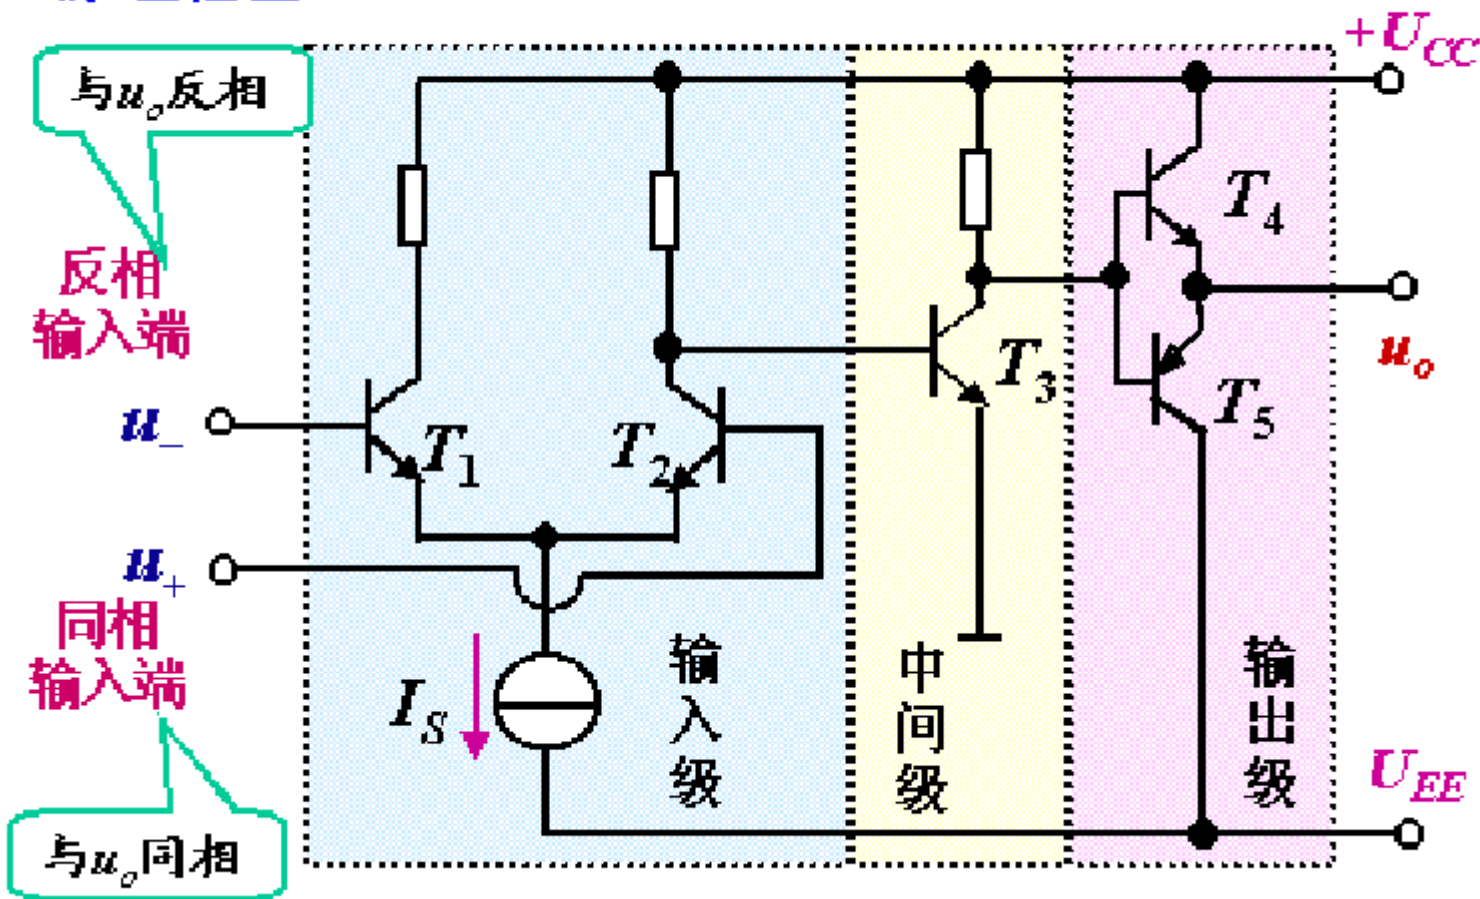 +U_CC
与u_o反相
反相
输入端
u_−
T_1
T_2
T_3
T_4
T_5
u_o
u_+
同相
输入端
I_S
输入级
中间级
输出级
U_EE
与u_o同相